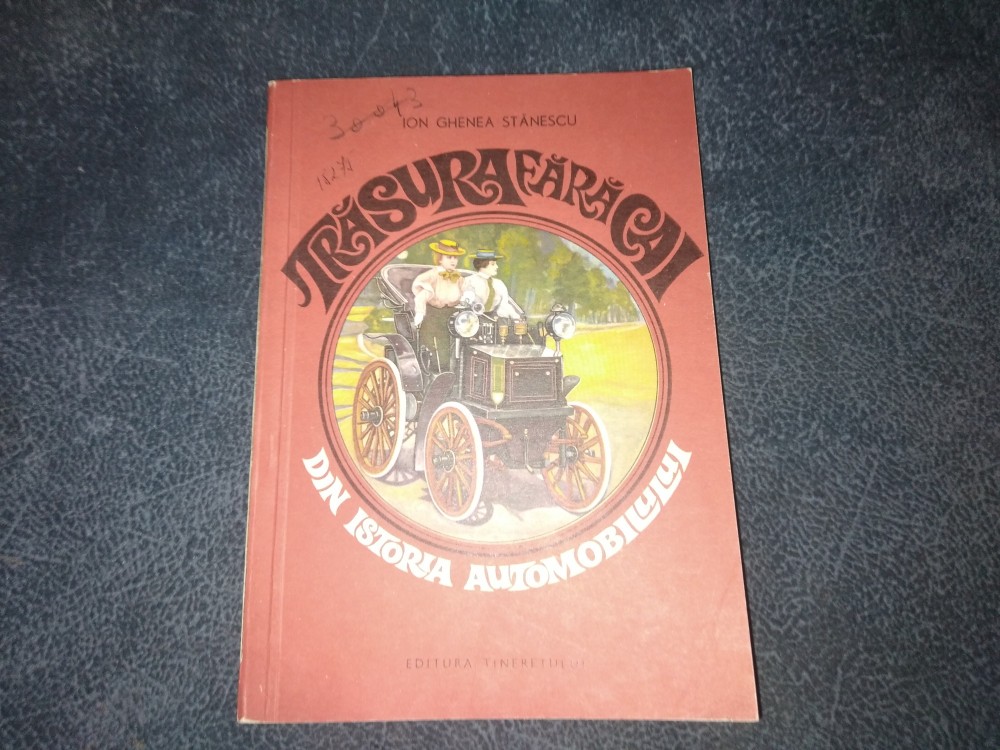 30043
ION GHENEA STĂNESCU
TRĂSURA FĂRĂ CAI
DIN ISTORIA AUTOMOBILULUI
EDITURA TINERETULUI